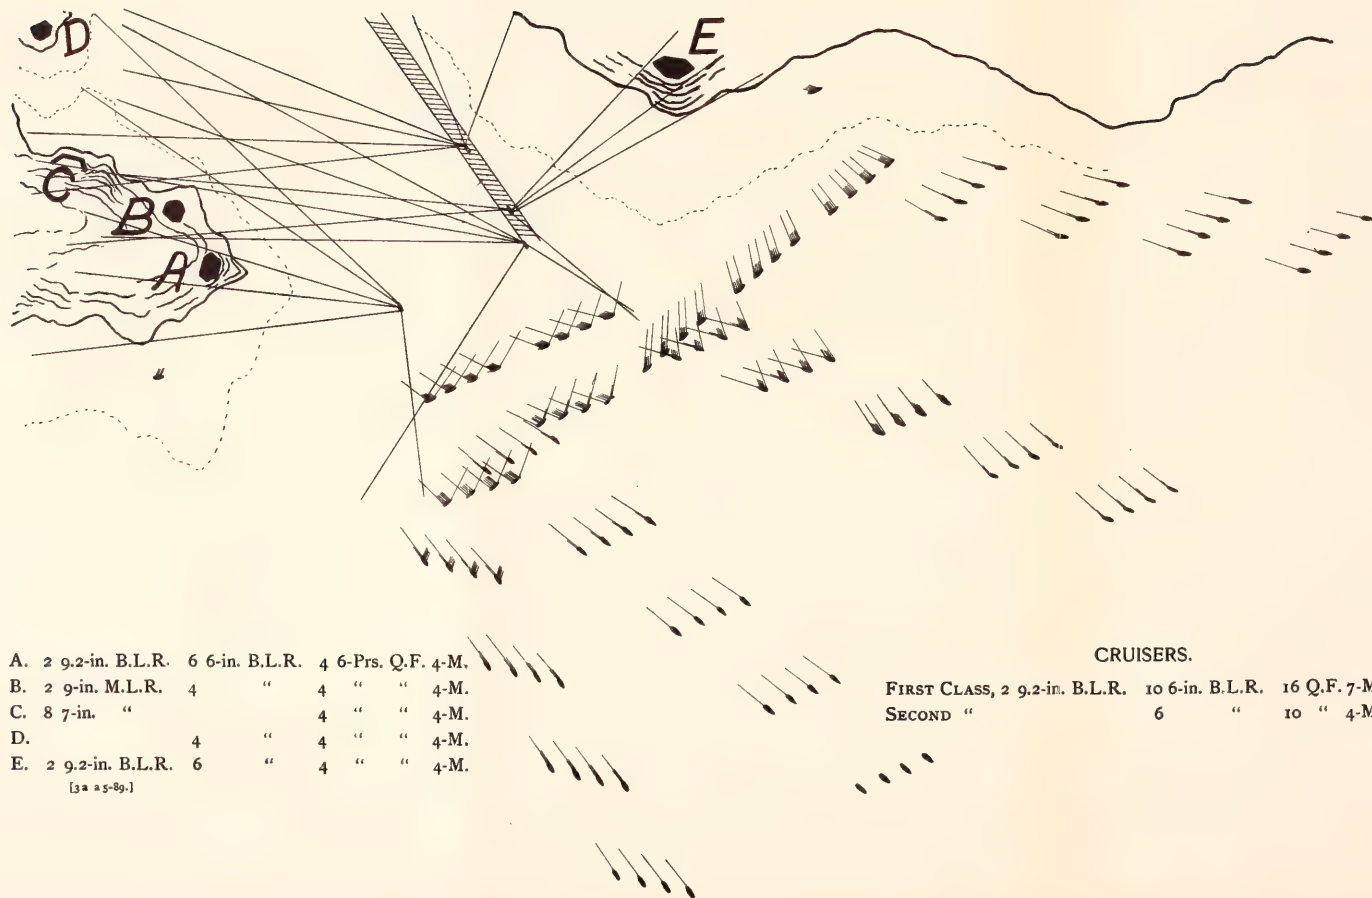 D
E
C
B
A
A. 2 9.2-in. B.L.R. 6 6-in. B.L.R. 4 6-Prs. Q.F. 4-M.
B. 2 9-in. M.L.R. 4 “ 4 “ “ 4-M.
C. 8 7-in. “ 4 “ “ 4-M.
D. 4 “ 4 “ “ 4-M.
E. 2 9.2-in. B.L.R. 6 “ 4 “ “ 4-M.
[3 a a 5-89.]
CRUISERS.
FIRST CLASS, 2 9.2-in. B.L.R. 10 6-in. B.L.R. 16 Q.F. 7-M
SECOND “ 6 “ 10 “ 4-M